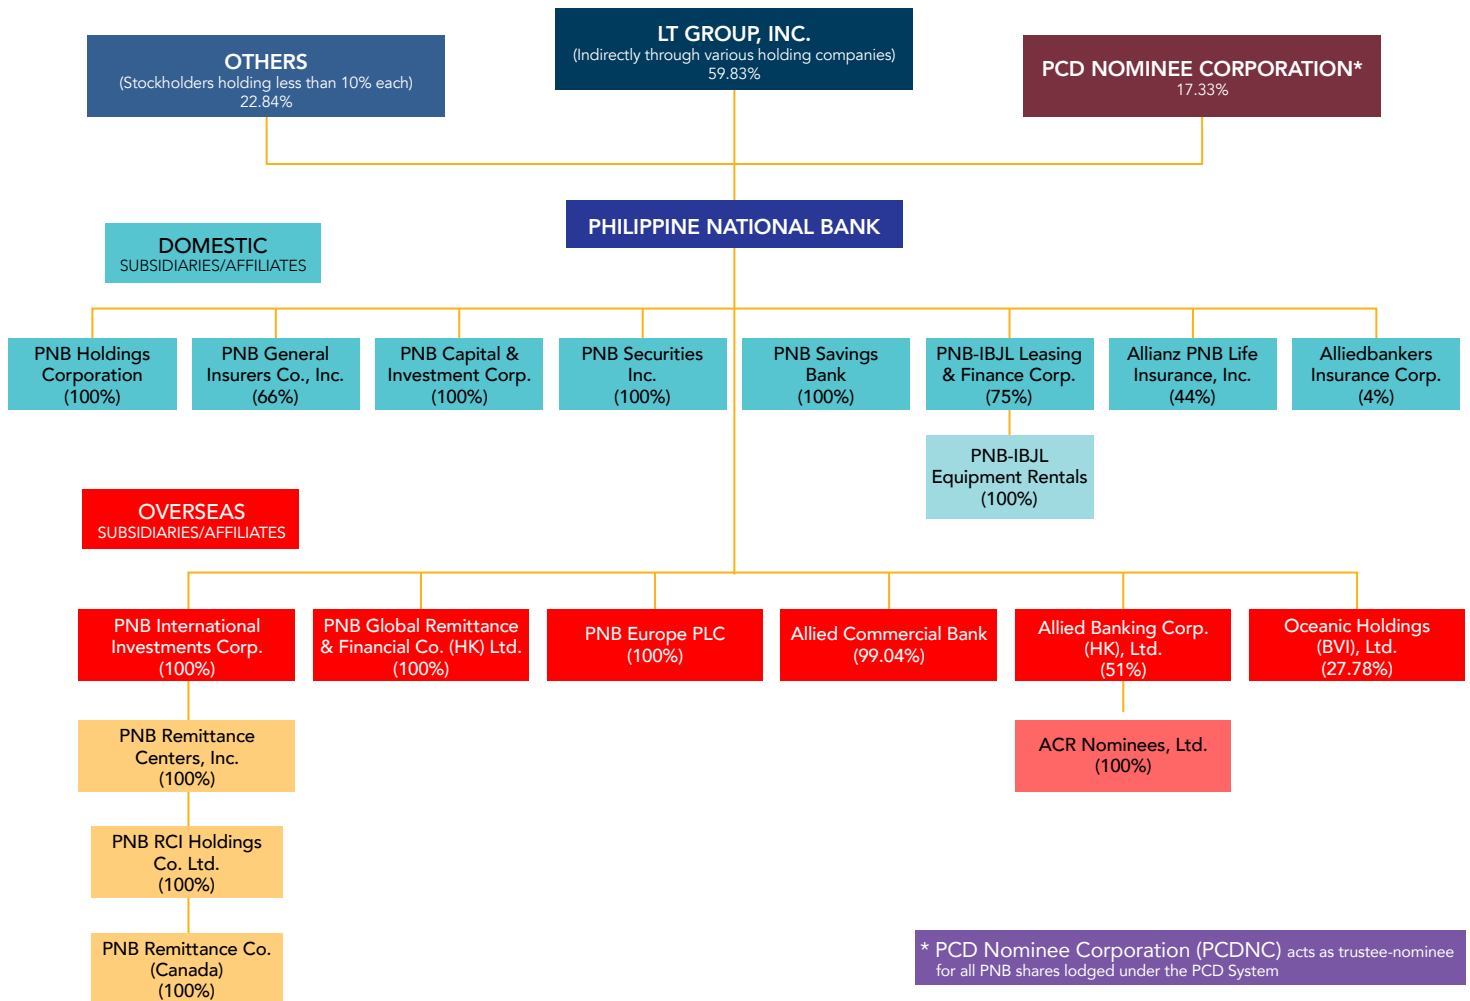 OTHERS
(Stockholders holding less than 10% each)
22.84%
LT GROUP, INC.
(Indirectly through various holding companies)
59.83%
PCD NOMINEE CORPORATION*
17.33%
PHILIPPINE NATIONAL BANK
DOMESTIC
SUBSIDIARIES/AFFILIATES
PNB Holdings
Corporation
(100%)
PNB General
Insurers Co., Inc.
(66%)
PNB Capital &
Investment Corp.
(100%)
PNB Securities
Inc.
(100%)
PNB Savings
Bank
(100%)
PNB-IBJL Leasing
& Finance Corp.
(75%)
Allianz PNB Life
Insurance, Inc.
(44%)
Alliedbankers
Insurance Corp.
(4%)
PNB-IBJL
Equipment Rentals
(100%)
OVERSEAS
SUBSIDIARIES/AFFILIATES
PNB International
Investments Corp.
(100%)
PNB Global Remittance
& Financial Co. (HK) Ltd.
(100%)
PNB Europe PLC
(100%)
Allied Commercial Bank
(99.04%)
Allied Banking Corp.
(HK), Ltd.
(51%)
Oceanic Holdings
(BVI), Ltd.
(27.78%)
PNB Remittance
Centers, Inc.
(100%)
ACR Nominees, Ltd.
(100%)
PNB RCI Holdings
Co. Ltd.
(100%)
PNB Remittance Co.
(Canada)
(100%)
* PCD Nominee Corporation (PCDNC) acts as trustee-nominee
for all PNB shares lodged under the PCD System